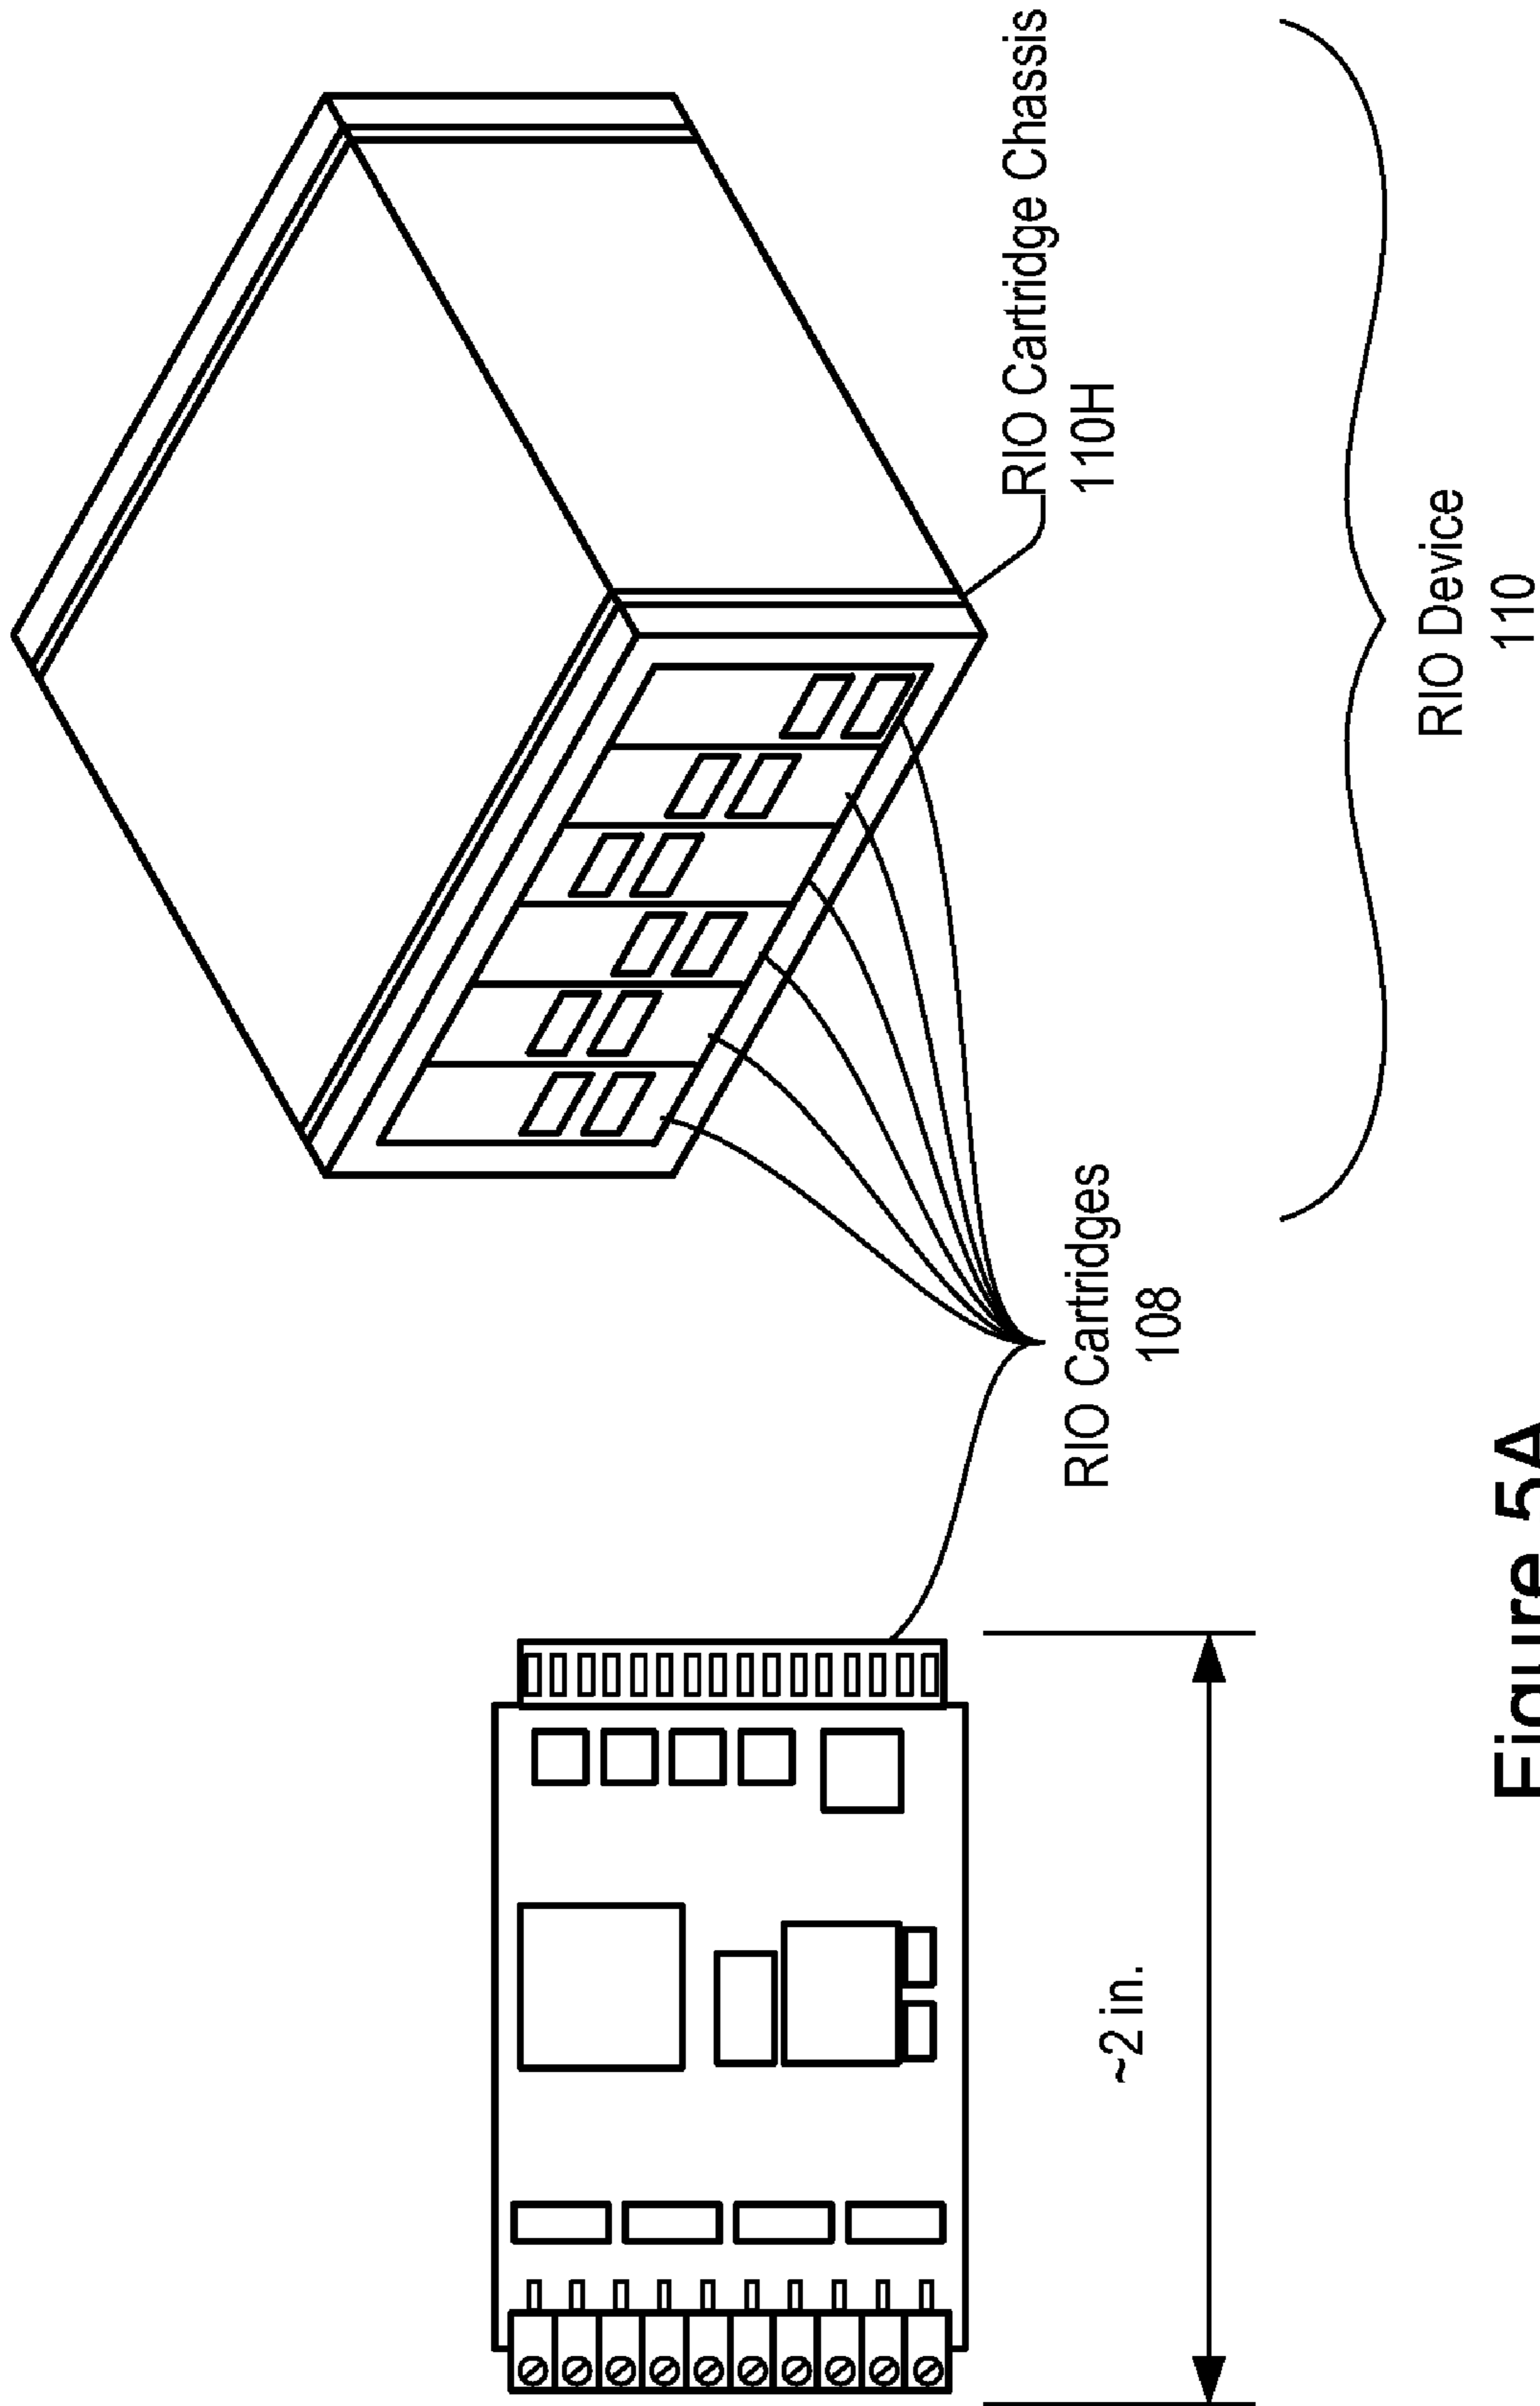 RIO Cartridge Chassis
110H
RIO Cartridges
108
~2 in.
RIO Device
110
Figure 5A